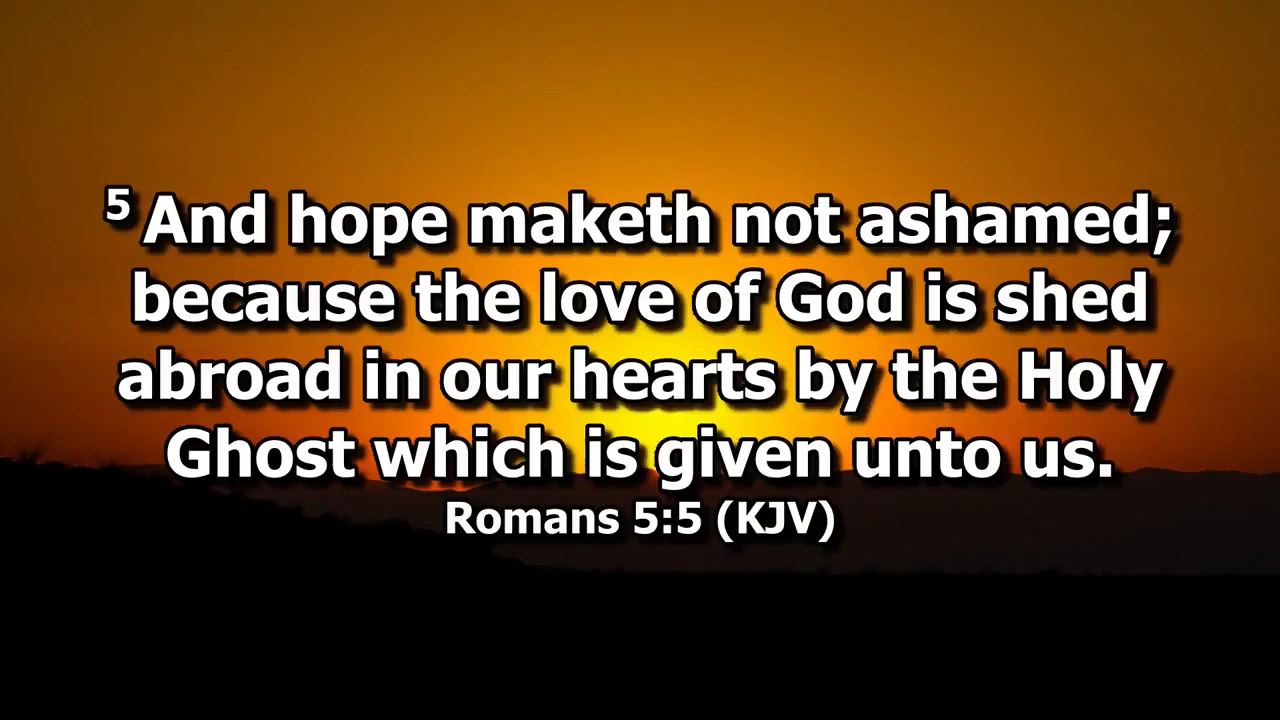 5 And hope maketh not ashamed;
because the love of God is shed
abroad in our hearts by the Holy
Ghost which is given unto us.
Romans 5:5 (KJV)